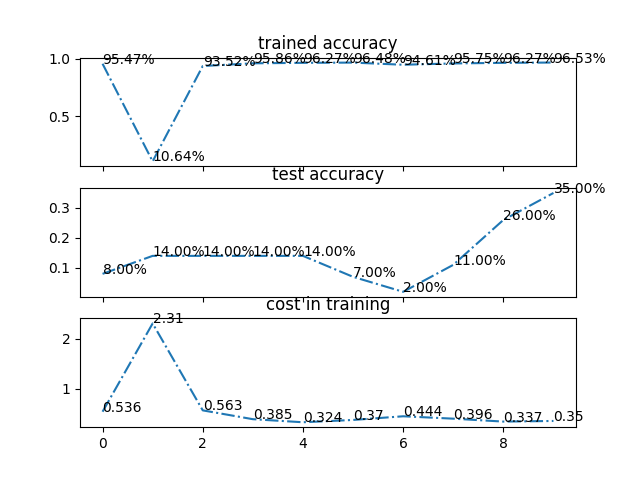 trained accuracy
1.0
95.47% 10.64% 93.52% 95.86% 96.27% 96.48% 94.61% 95.75% 96.27% 96.53%
0.5
test accuracy
0.3
0.2
0.1
8.00% 14.00% 14.00% 14.00% 14.00% 7.00% 2.00% 11.00% 26.00% 35.00%
cost in training
2
1
0.536 2.31 0.563 0.385 0.324 0.37 0.444 0.396 0.337 0.35
0 2 4 6 8